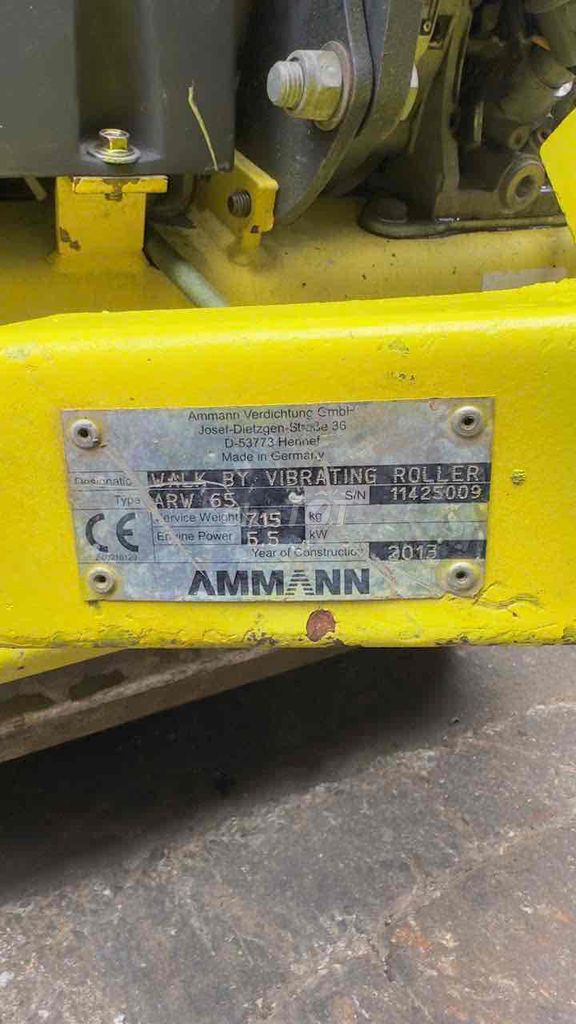 Ammann Verdichtung GmbH
Josef-Dietzgen-Straße 36
D-53773 Hennef
Made in Germany
Designation WALK BY VIBRATING ROLLER
Type ARW 65 S/N 11425009
Service Weight 715 kg
Engine Power 5.5 kW
CE
Year of Construction 2013
AMMANN